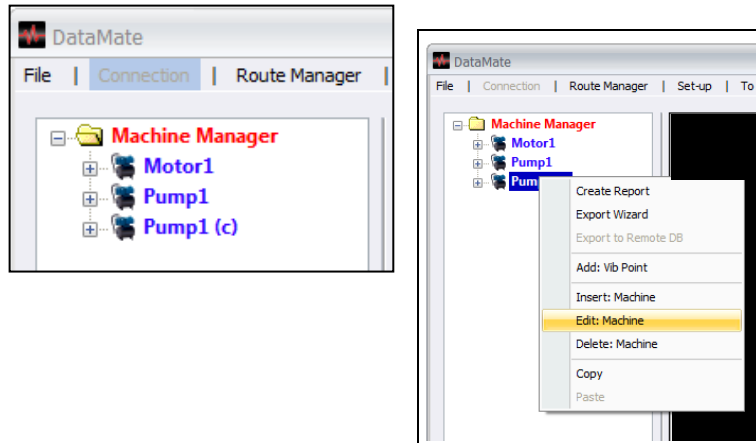 DataMate
File | Connection | Route Manager |
Machine Manager
Motor1
Pump1
Pump1 (c)
DataMate
File | Connection | Route Manager | Set-up | To
Machine Manager
Motor1
Pump1
Pum
Create Report
Export Wizard
Export to Remote DB
Add: Vib Point
Insert: Machine
Edit: Machine
Delete: Machine
Copy
Paste